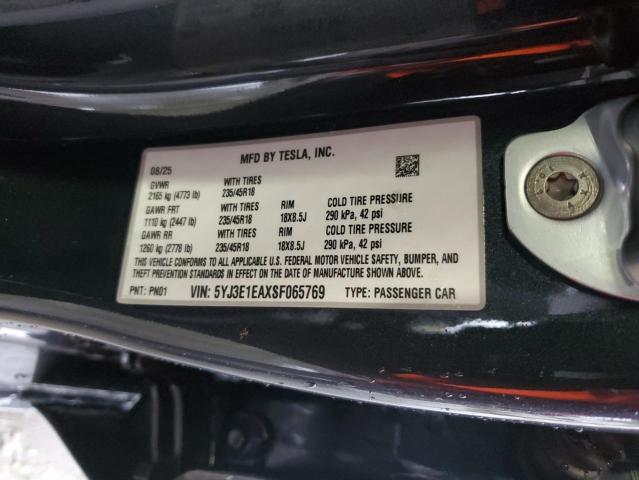 MFD BY TESLA, INC.
08/25
GVWR WITH TIRES
2165 kg (4773 lb) 235/45R18
GAWR FRT WITH TIRES RIM COLD TIRE PRESSURE
1110 kg (2447 lb) 235/45R18 18X8.5J 290 kPa, 42 psi
GAWR RR WITH TIRES RIM COLD TIRE PRESSURE
1260 kg (2778 lb) 235/45R18 18X8.5J 290 kPa, 42 psi
THIS VEHICLE CONFORMS TO ALL APPLICABLE U.S. FEDERAL MOTOR VEHICLE SAFETY, BUMPER, AND
THEFT PREVENTION STANDARDS IN EFFECT ON THE DATE OF MANUFACTURE SHOWN ABOVE.
PNT: PN01 VIN: 5YJ3E1EAXSF065769 TYPE: PASSENGER CAR